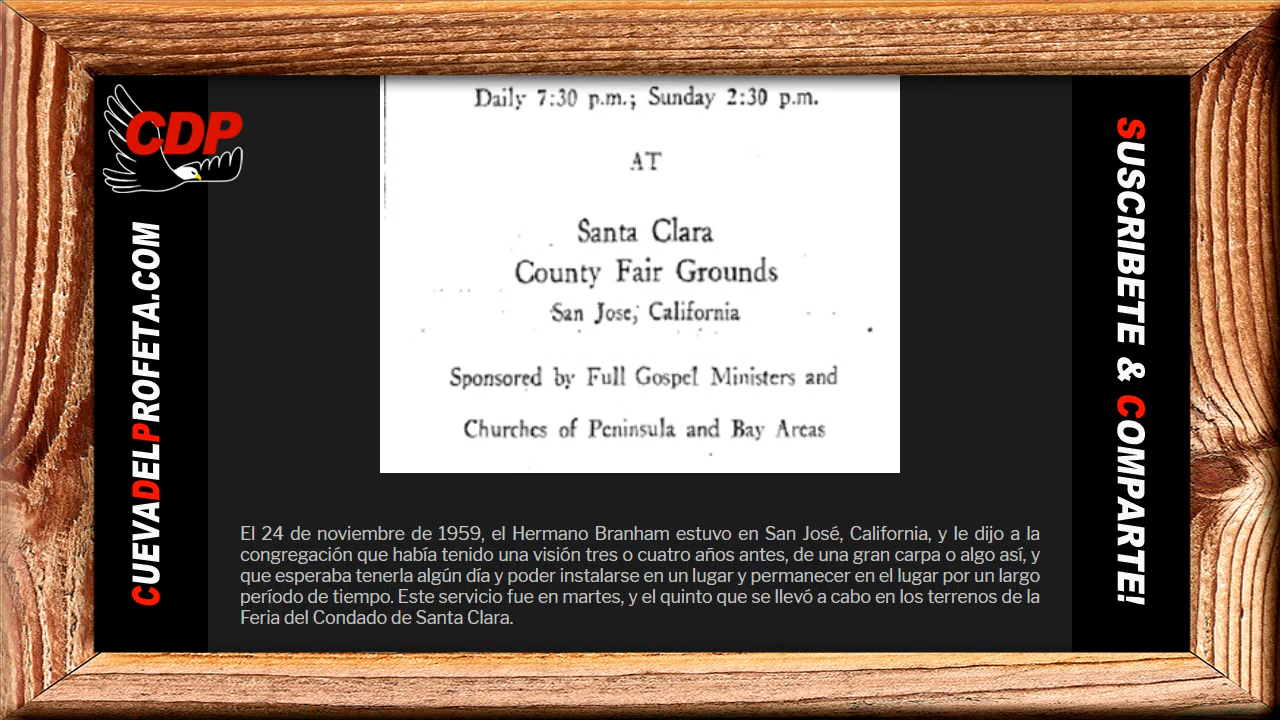 CDP
CUEVADELPROFETA.COM
Daily 7:30 p.m.; Sunday 2:30 p.m.
AT
Santa Clara
County Fair Grounds
San Jose, California
Sponsored by Full Gospel Ministers and
Churches of Peninsula and Bay Areas
El 24 de noviembre de 1959, el Hermano Branham estuvo en San José, California, y le dijo a la
congregación que había tenido una visión tres o cuatro años antes, de una gran carpa o algo así, y
que esperaba tenerla algún día y poder instalarse en un lugar y permanecer en el lugar por un largo
período de tiempo. Este servicio fue en martes, y el quinto que se llevó a cabo en los terrenos de la
Feria del Condado de Santa Clara.
SUSCRIBETE & COMPARTE!